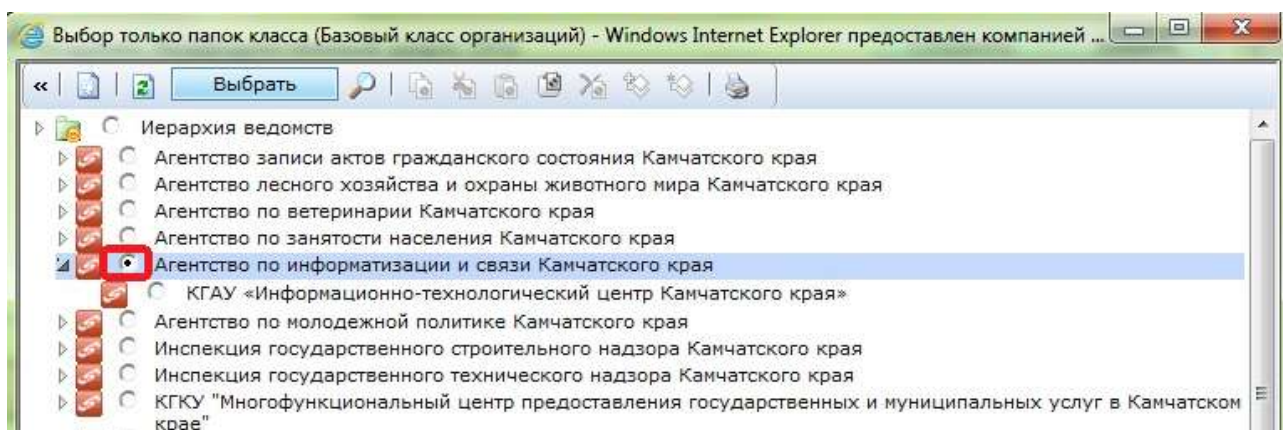 Выбор только папок класса (Базовый класс организаций) - Windows Internet Explorer предоставлен компанией ...
« Выбрать
Иерархия ведомств
Агентство записи актов гражданского состояния Камчатского края
Агентство лесного хозяйства и охраны животного мира Камчатского края
Агентство по ветеринарии Камчатского края
Агентство по занятости населения Камчатского края
Агентство по информатизации и связи Камчатского края
КГАУ «Информационно-технологический центр Камчатского края»
Агентство по молодежной политике Камчатского края
Инспекция государственного строительного надзора Камчатского края
Инспекция государственного технического надзора Камчатского края
КГКУ "Многофункциональный центр предоставления государственных и муниципальных услуг в Камчатском
крае"